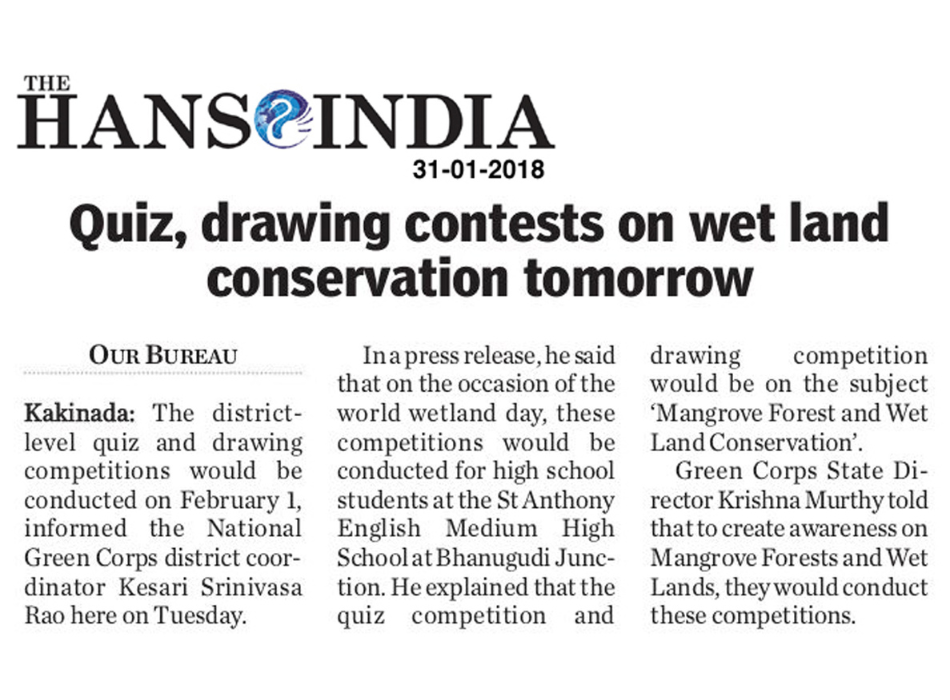 THE
HANS INDIA
31-01-2018
Quiz, drawing contests on wet land
conservation tomorrow
OUR BUREAU
Kakinada: The district-
level quiz and drawing
competitions would be
conducted on February 1,
informed the National
Green Corps district coor-
dinator Kesari Srinivasa
Rao here on Tuesday.
In a press release, he said
that on the occasion of the
world wetland day, these
competitions would be
conducted for high school
students at the St Anthony
English Medium High
School at Bhanugudi Junc-
tion. He explained that the
quiz competition and
drawing competition
would be on the subject
‘Mangrove Forest and Wet
Land Conservation’.
Green Corps State Di-
rector Krishna Murthy told
that to create awareness on
Mangrove Forests and Wet
Lands, they would conduct
these competitions.